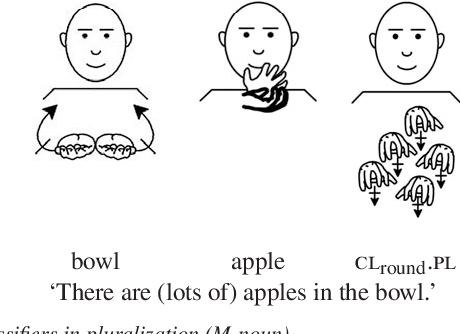 bowl apple CLround.PL
‘There are (lots of) apples in the bowl.’
ssifiers in pluralization (M-noun)